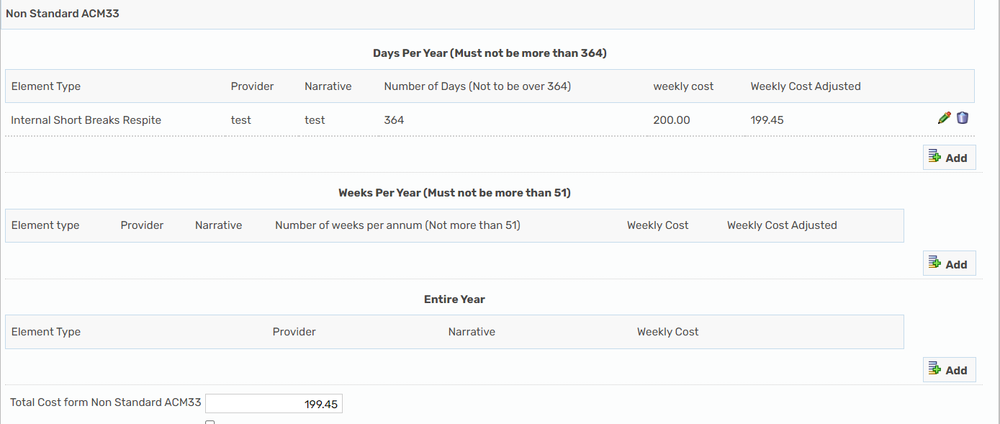 Non Standard ACM33
Days Per Year (Must not be more than 364)
Element Type Provider Narrative Number of Days (Not to be over 364) weekly cost Weekly Cost Adjusted
Internal Short Breaks Respite test test 364 200.00 199.45
Add
Weeks Per Year (Must not be more than 51)
Element type Provider Narrative Number of weeks per annum (Not more than 51) Weekly Cost Weekly Cost Adjusted
Add
Entire Year
Element Type Provider Narrative Weekly Cost
Add
Total Cost form Non Standard ACM33 199.45